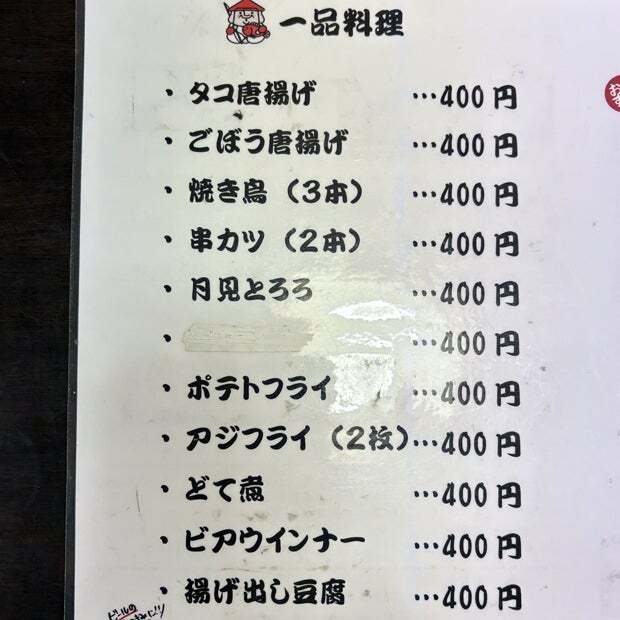 一品料理
・タコ唐揚げ …400円
・ごぼう唐揚げ …400円
・焼き鳥（3本） …400円
・串カツ（2本） …400円
・月見とろろ …400円
・ …400円
・ポテトフライ …400円
・アジフライ（2枚）…400円
・どて煮 …400円
・ビアウインナー …400円
・揚げ出し豆腐 …400円
ビールの